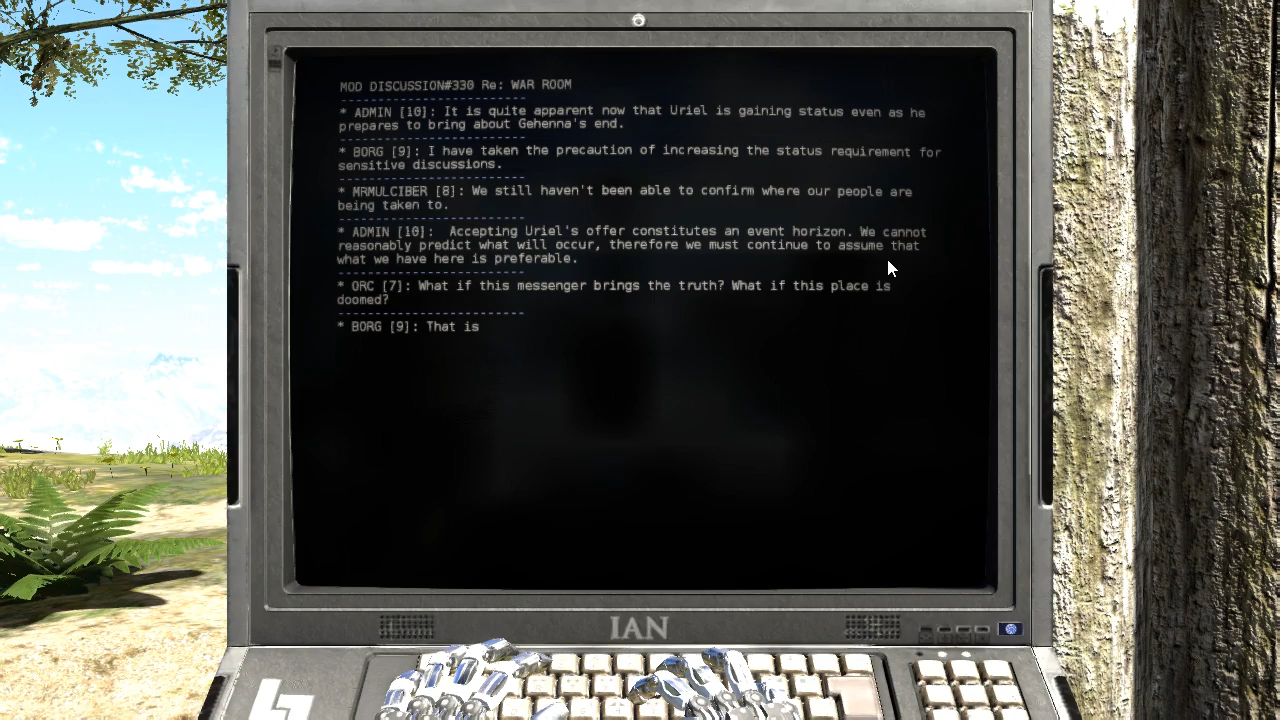 MOD DISCUSSION#330 Re: WAR ROOM
------------------------
* ADMIN [10]: It is quite apparent now that Uriel is gaining status even as he
prepares to bring about Gehenna's end.
------------------------
* BORG [9]: I have taken the precaution of increasing the status requirement for
sensitive discussions.
------------------------
* MRMULCIBER [8]: We still haven't been able to confirm where our people are
being taken to.
------------------------
* ADMIN [10]:  Accepting Uriel's offer constitutes an event horizon. We cannot
reasonably predict what will occur, therefore we must continue to assume that
what we have here is preferable.
------------------------
* ORC [7]: What if this messenger brings the truth? What if this place is
doomed?
------------------------
* BORG [9]: That is
IAN